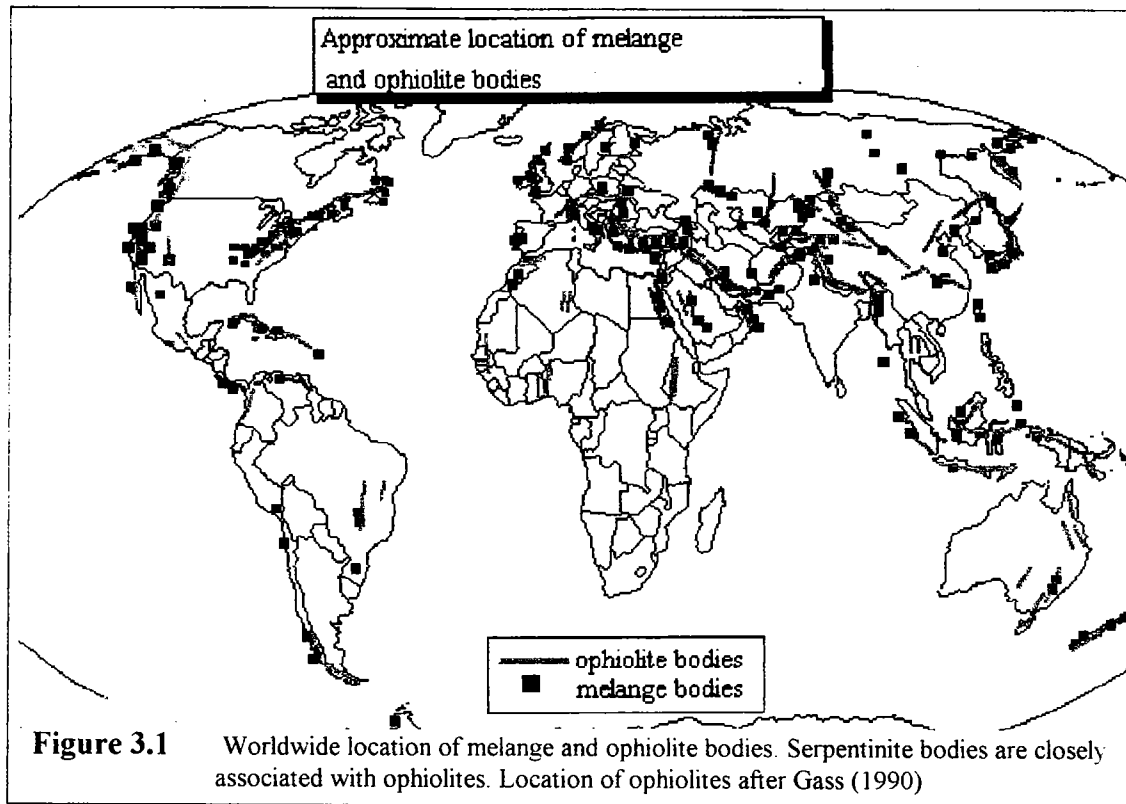 Approximate location of melange
and ophiolite bodies
ophiolite bodies
melange bodies
Figure 3.1 Worldwide location of melange and ophiolite bodies. Serpentinite bodies are closely
associated with ophiolites. Location of ophiolites after Gass (1990)